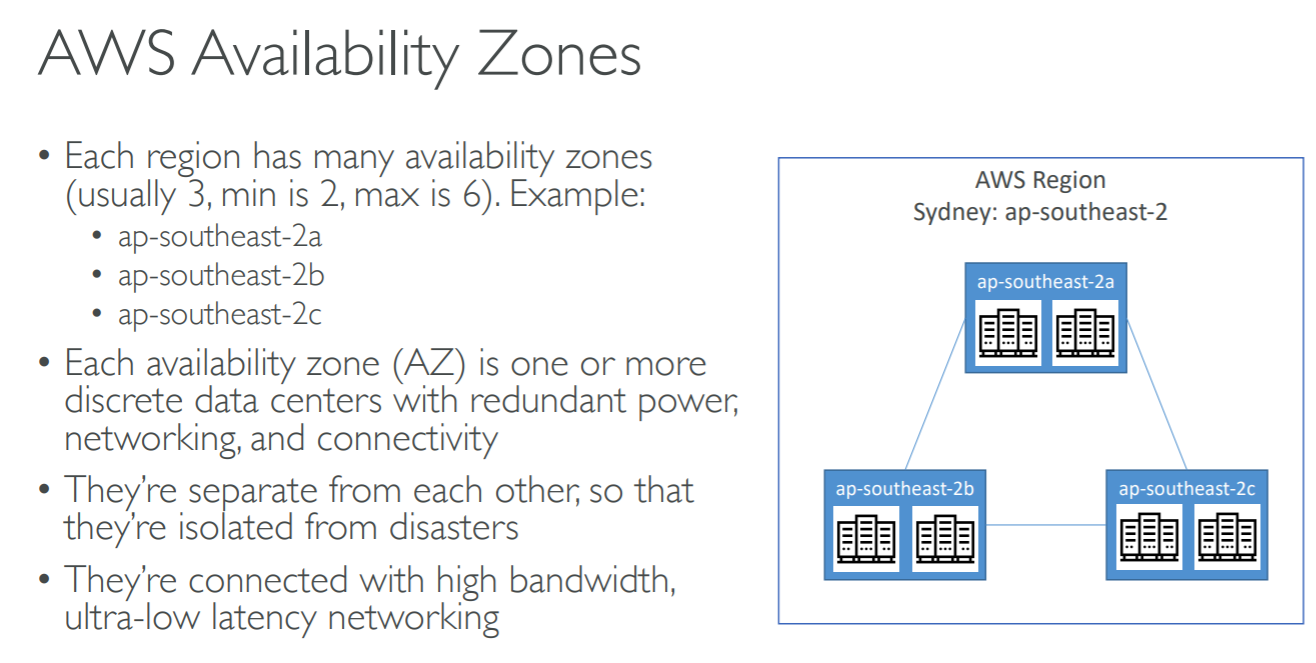 AWS Availability Zones
• Each region has many availability zones
(usually 3, min is 2, max is 6). Example:
• ap-southeast-2a
• ap-southeast-2b
• ap-southeast-2c
• Each availability zone (AZ) is one or more
discrete data centers with redundant power,
networking, and connectivity
• They're separate from each other, so that
they're isolated from disasters
• They're connected with high bandwidth,
ultra-low latency networking
AWS Region
Sydney: ap-southeast-2
ap-southeast-2a
ap-southeast-2b
ap-southeast-2c